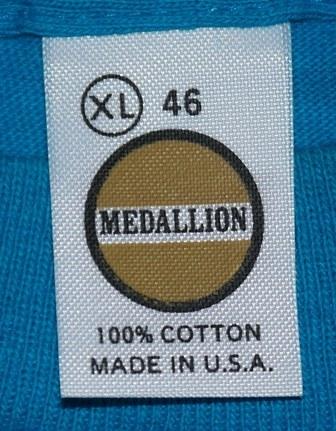 XL 46
MEDALLION
100% COTTON
MADE IN U.S.A.